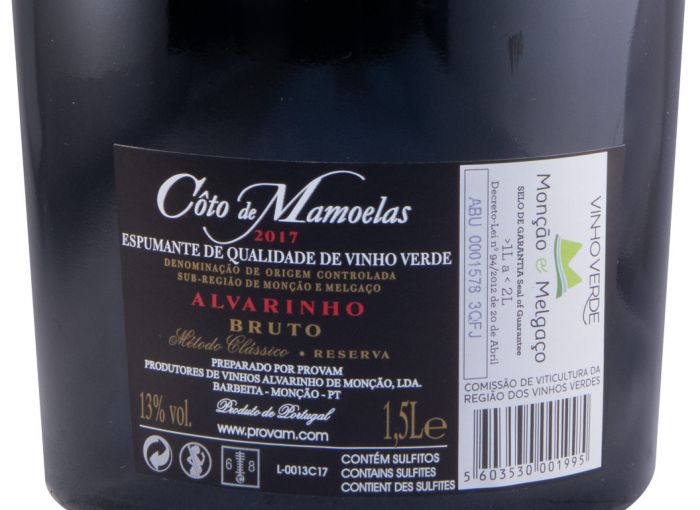 Côto de Mamoelas
2017
ESPUMANTE DE QUALIDADE DE VINHO VERDE
DENOMINAÇÃO DE ORIGEM CONTROLADA
SUB-REGIÃO DE MONÇÃO E MELGAÇO
ALVARINHO
BRUTO
Método Clássico • RESERVA
PREPARADO POR PROVAM
PRODUTORES DE VINHOS ALVARINHO DE MONÇÃO, LDA.
BARBEITA - MONÇÃO - PT
13% vol.
Produto de Portugal
1,5L e
www.provam.com
6 8
L-0013C17
CONTÉM SULFITOS
CONTAINS SULFITES
CONTIENT DES SULFITES
VINHO VERDE
Monção e Melgaço
SELO DE GARANTIA Seal of Guarantee
>1L a < 2L
ABU 0001578 3QFJ
Decreto-Lei nº 94/2012 de 20 de Abril
COMISSÃO DE VITICULTURA DA
REGIÃO DOS VINHOS VERDES
5 603530 001995